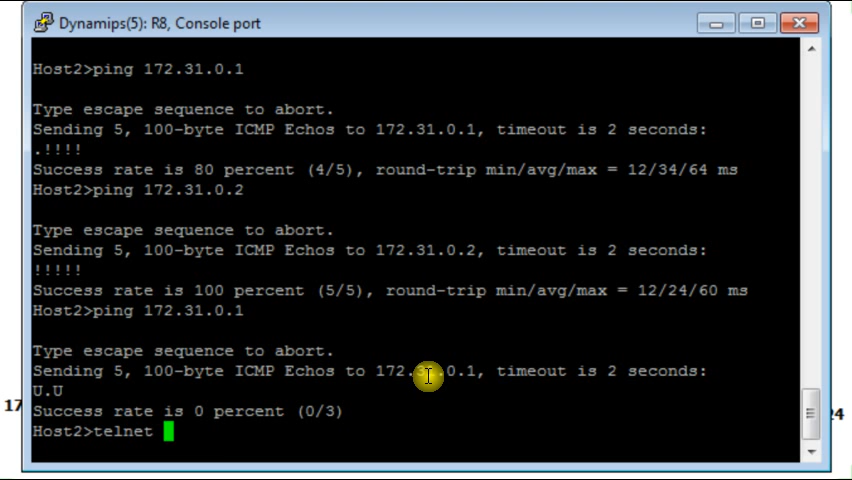 Dynamips(5): R8, Console port
Host2>ping 172.31.0.1
Type escape sequence to abort.
Sending 5, 100-byte ICMP Echos to 172.31.0.1, timeout is 2 seconds:
.!!!!
Success rate is 80 percent (4/5), round-trip min/avg/max = 12/34/64 ms
Host2>ping 172.31.0.2
Type escape sequence to abort.
Sending 5, 100-byte ICMP Echos to 172.31.0.2, timeout is 2 seconds:
!!!!!
Success rate is 100 percent (5/5), round-trip min/avg/max = 12/24/60 ms
Host2>ping 172.31.0.1
Type escape sequence to abort.
Sending 5, 100-byte ICMP Echos to 172.31.0.1, timeout is 2 seconds:
U.U
17
Success rate is 0 percent (0/3)
24
Host2>telnet